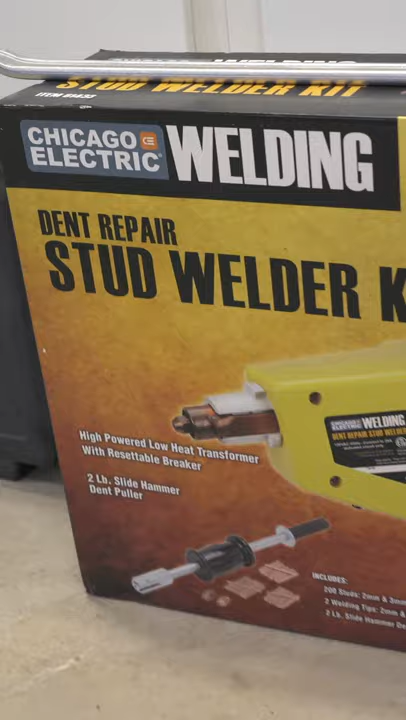 STUD WELDER KIT
CHICAGO
ELECTRIC
WELDING
DENT REPAIR
STUD WELDER K
CHICAGO
ELECTRIC
WELDING
DENT REPAIR STUD WELDER
High Powered Low Heat Transformer
With Resettable Breaker
2 Lb. Slide Hammer
Dent Puller
INCLUDES:
200 Studs: 2mm &
2 Welding Tips: 2mm &
2 Lb. Slide Hammer De